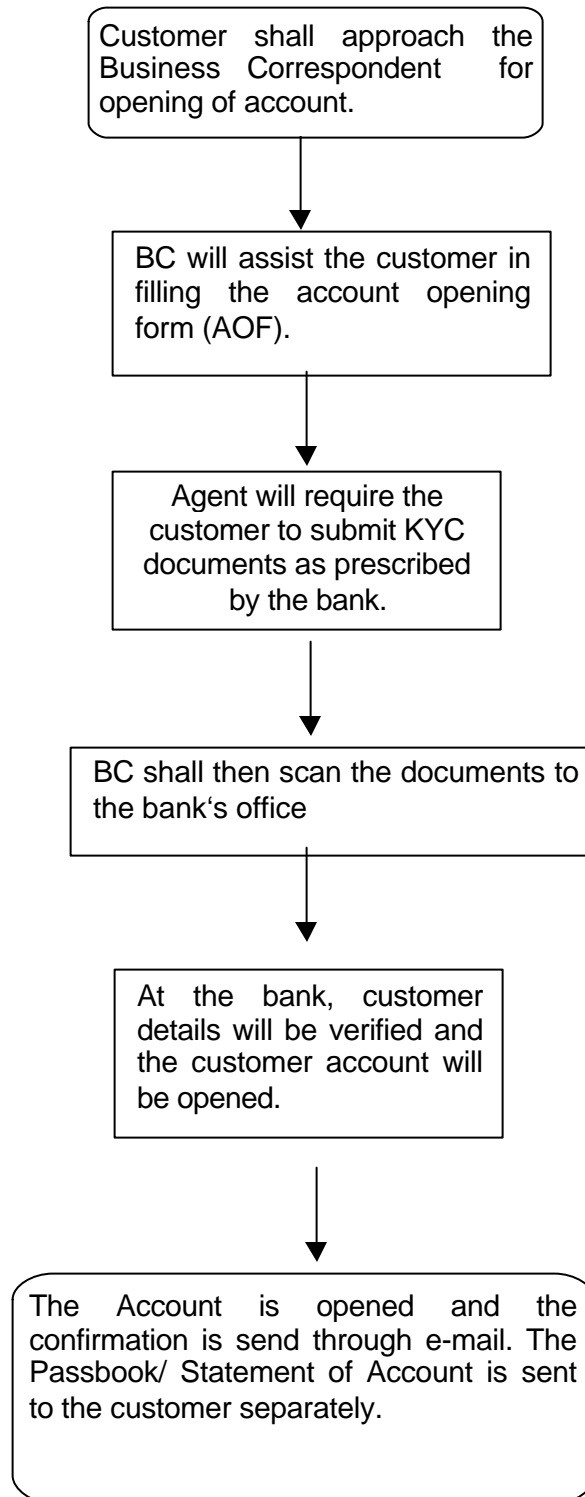 Customer shall approach the
Business Correspondent for
opening of account.
BC will assist the customer in
filling the account opening
form (AOF).
Agent will require the
customer to submit KYC
documents as prescribed
by the bank.
BC shall then scan the documents to
the bank‘s office
At the bank, customer
details will be verified and
the customer account will
be opened.
The Account is opened and the
confirmation is send through e-mail. The
Passbook/ Statement of Account is sent
to the customer separately.